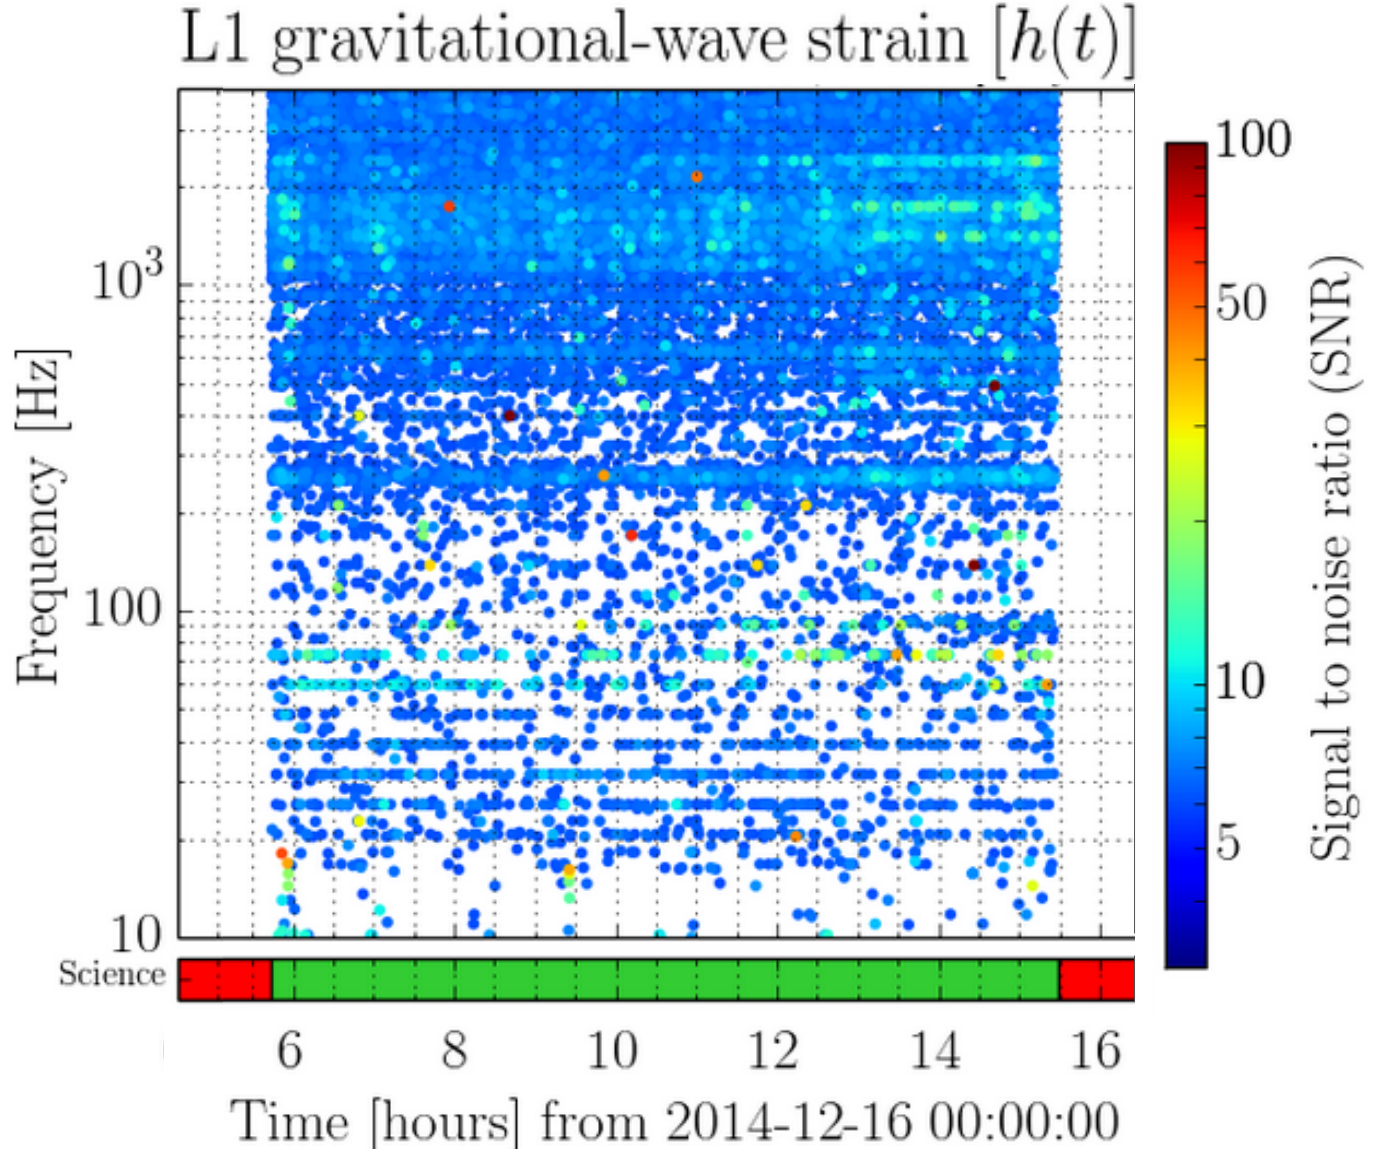 L1 gravitational-wave strain [h(t)]
Frequency [Hz]
10³
100
10
Science
6 8 10 12 14 16
Time [hours] from 2014-12-16 00:00:00
100
50
10
5
Signal to noise ratio (SNR)